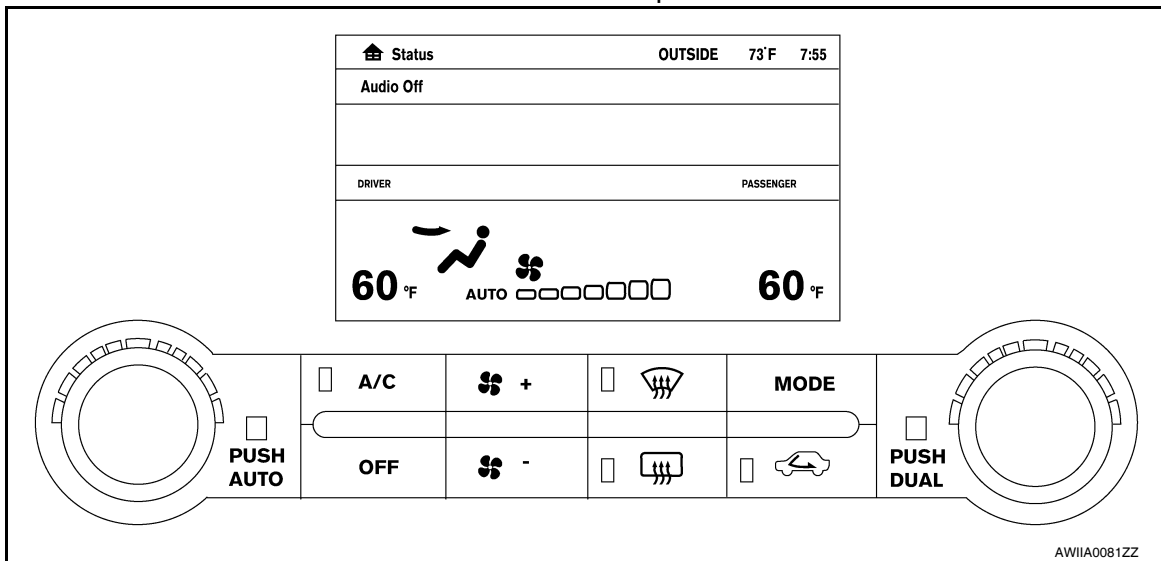 Status OUTSIDE 73°F 7:55
Audio Off
DRIVER PASSENGER
60 °F AUTO 60 °F
A/C + MODE
PUSH AUTO OFF - PUSH DUAL
AWIIA0081ZZ